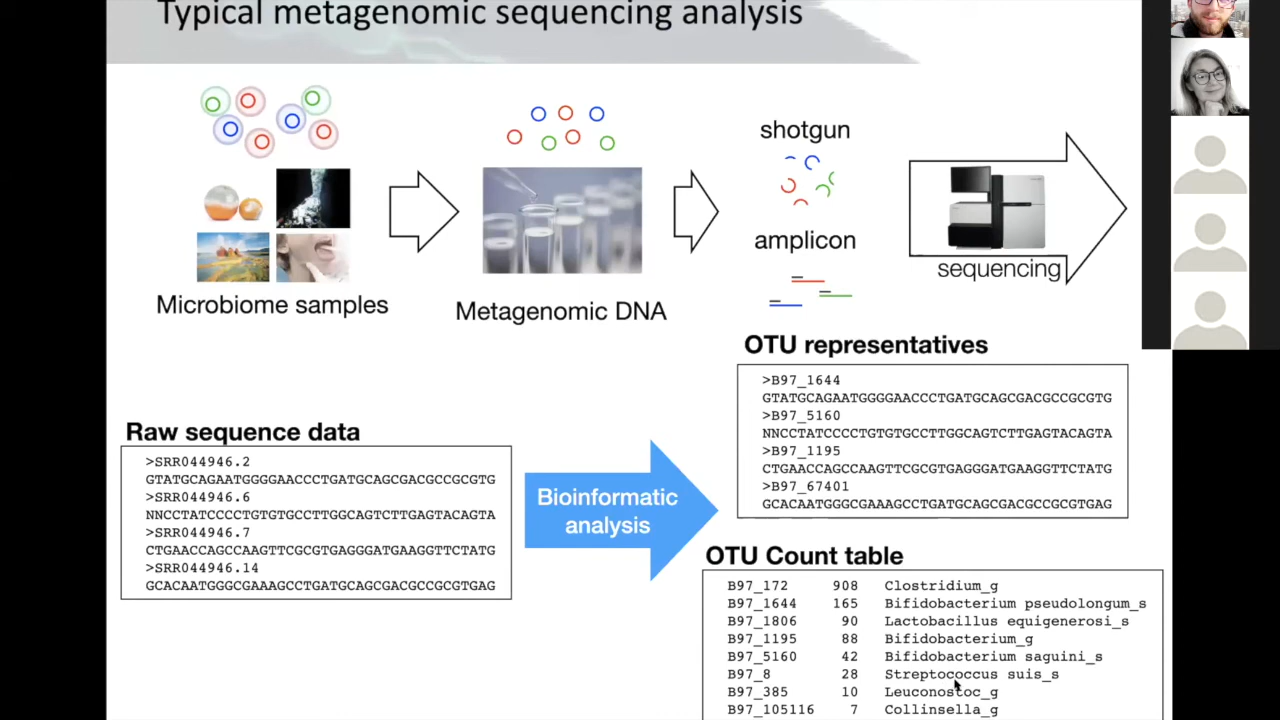 Typical metagenomic sequencing analysis
shotgun
amplicon
sequencing
Microbiome samples
Metagenomic DNA
OTU representatives
>B97_1644
GTATGCAGAATGGGGAACCCTGATGCAGCGACGCCGCGTG
>B97_5160
NNCCTATCCCCTGTGTGCCTTGGCAGTCTTGAGTACAGTA
>B97_1195
CTGAACCAGCCAAGTTCGCGTGAGGGATGAAGGTTCTATG
>B97_67401
GCACAATGGGCGAAAGCCTGATGCAGCGACGCCGCGTGAG
Raw sequence data
>SRR044946.2
GTATGCAGAATGGGGAACCCTGATGCAGCGACGCCGCGTG
>SRR044946.6
NNCCTATCCCCTGTGTGCCTTGGCAGTCTTGAGTACAGTA
>SRR044946.7
CTGAACCAGCCAAGTTCGCGTGAGGGATGAAGGTTCTATG
>SRR044946.14
GCACAATGGGCGAAAGCCTGATGCAGCGACGCCGCGTGAG
Bioinformatic
analysis
OTU Count table
B97_172 908 Clostridium_g
B97_1644 165 Bifidobacterium pseudolongum_s
B97_1806 90 Lactobacillus equigenerosi_s
B97_1195 88 Bifidobacterium_g
B97_5160 42 Bifidobacterium saguini_s
B97_8 28 Streptococcus suis_s
B97_385 10 Leuconostoc_g
B97_105116 7 Collinsella_g